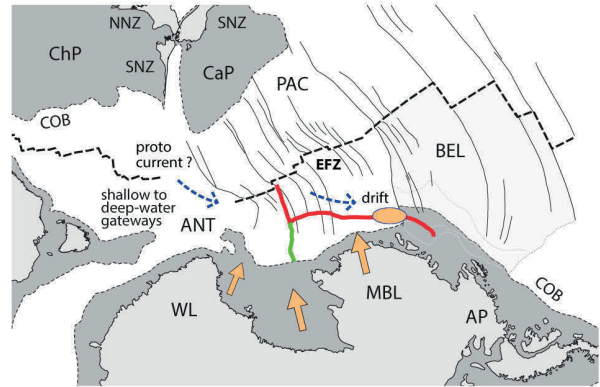 NNZ
SNZ
ChP
SNZ
CaP
PAC
COB
proto
current ?
EFZ
BEL
shallow to
deep-water
gateways
drift
ANT
WL
MBL
AP
COB